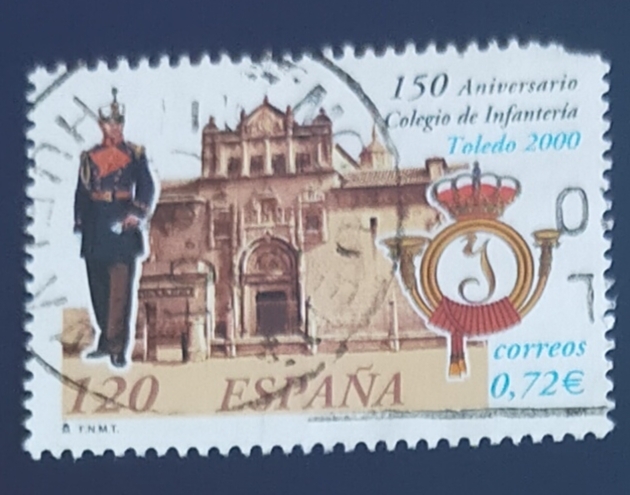 150 Aniversario
Colegio de Infantería
Toledo 2000
I
correos
120 ESPAÑA 0,72€
T.N.M.T.